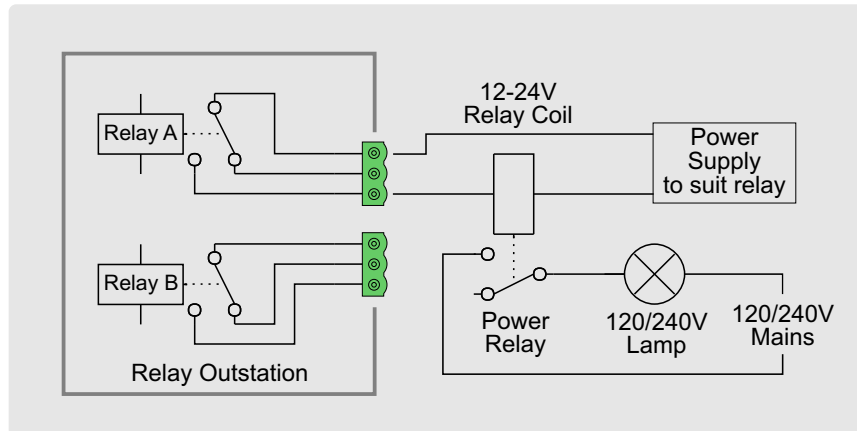 Relay A
12-24V
Relay Coil
Power
Supply
to suit relay
Relay B
Power
Relay
120/240V
Lamp
120/240V
Mains
Relay Outstation